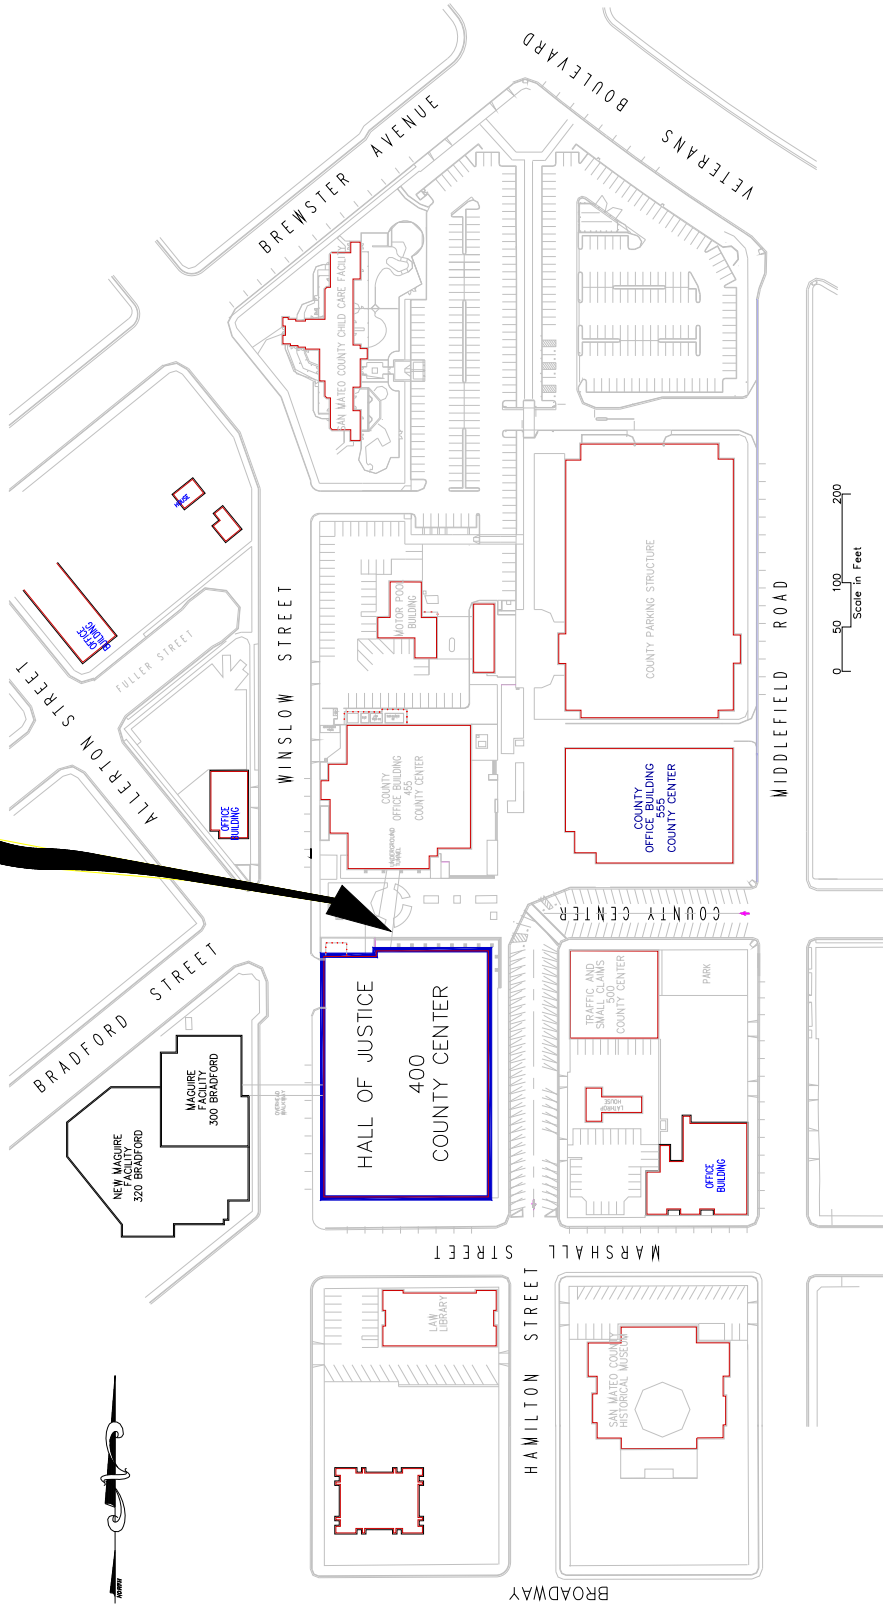 VETERANS BOULEVARD
BREWSTER AVENUE
SAN MATEO COUNTY CHILD CARE FACILITY
HOUSE
OFFICE
BUILDING
FULLER STREET
ALLERTON STREET
WINSLOW STREET
MOTOR POOL
BUILDING
COUNTY PARKING STRUCTURE
MIDDLEFIELD ROAD
0 50 100 200
Scale in Feet
OFFICE
BUILDING
COUNTY
OFFICE BUILDING
455
COUNTY CENTER
UNDERGROUND
TUNNEL
COUNTY
OFFICE BUILDING
555
COUNTY CENTER
COUNTY CENTER
BRADFORD STREET
HALL OF JUSTICE
400
COUNTY CENTER
TRAFFIC AND
SMALL CLAIMS
500
COUNTY CENTER
PARK
MAGUIRE
FACILITY
300 BRADFORD
NEW MAGUIRE
FACILITY
320 BRADFORD
OVERHEAD
WALKWAY
LATHROP
HOUSE
OFFICE
BUILDING
MARSHALL STREET
LAW
LIBRARY
HAMILTON STREET
SAN MATEO COUNTY
HISTORICAL MUSEUM
BROADWAY
NORTH